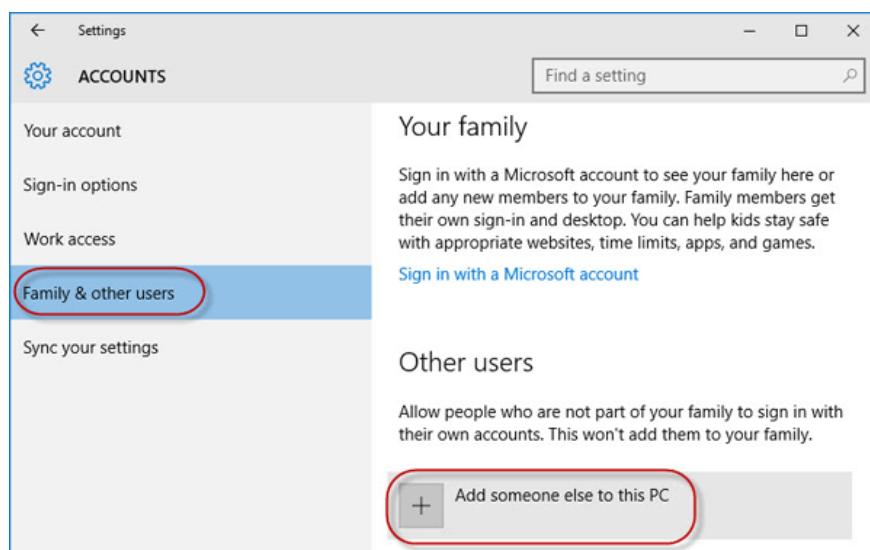 Settings
ACCOUNTS
Find a setting
Your account
Sign-in options
Work access
Family & other users
Sync your settings
Your family
Sign in with a Microsoft account to see your family here or
add any new members to your family. Family members get
their own sign-in and desktop. You can help kids stay safe
with appropriate websites, time limits, apps, and games.
Sign in with a Microsoft account
Other users
Allow people who are not part of your family to sign in with
their own accounts. This won't add them to your family.
Add someone else to this PC